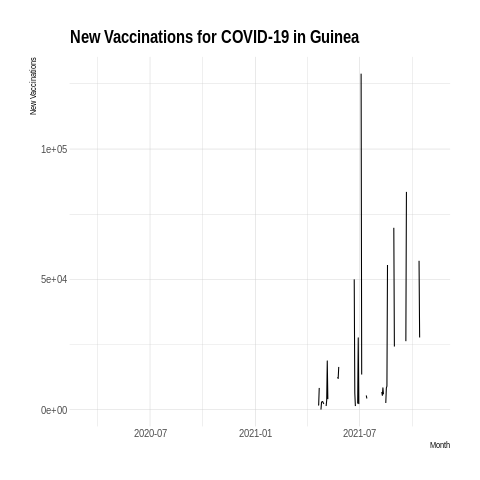 New Vaccinations for COVID-19 in Guinea
New Vaccinations
1e+05
5e+04
0e+00
2020-07
2021-01
2021-07
Month